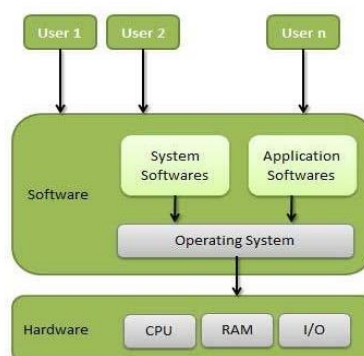 User 1
User 2
User n
System
Softwares
Application
Softwares
Software
Operating System
Hardware
CPU
RAM
I/O